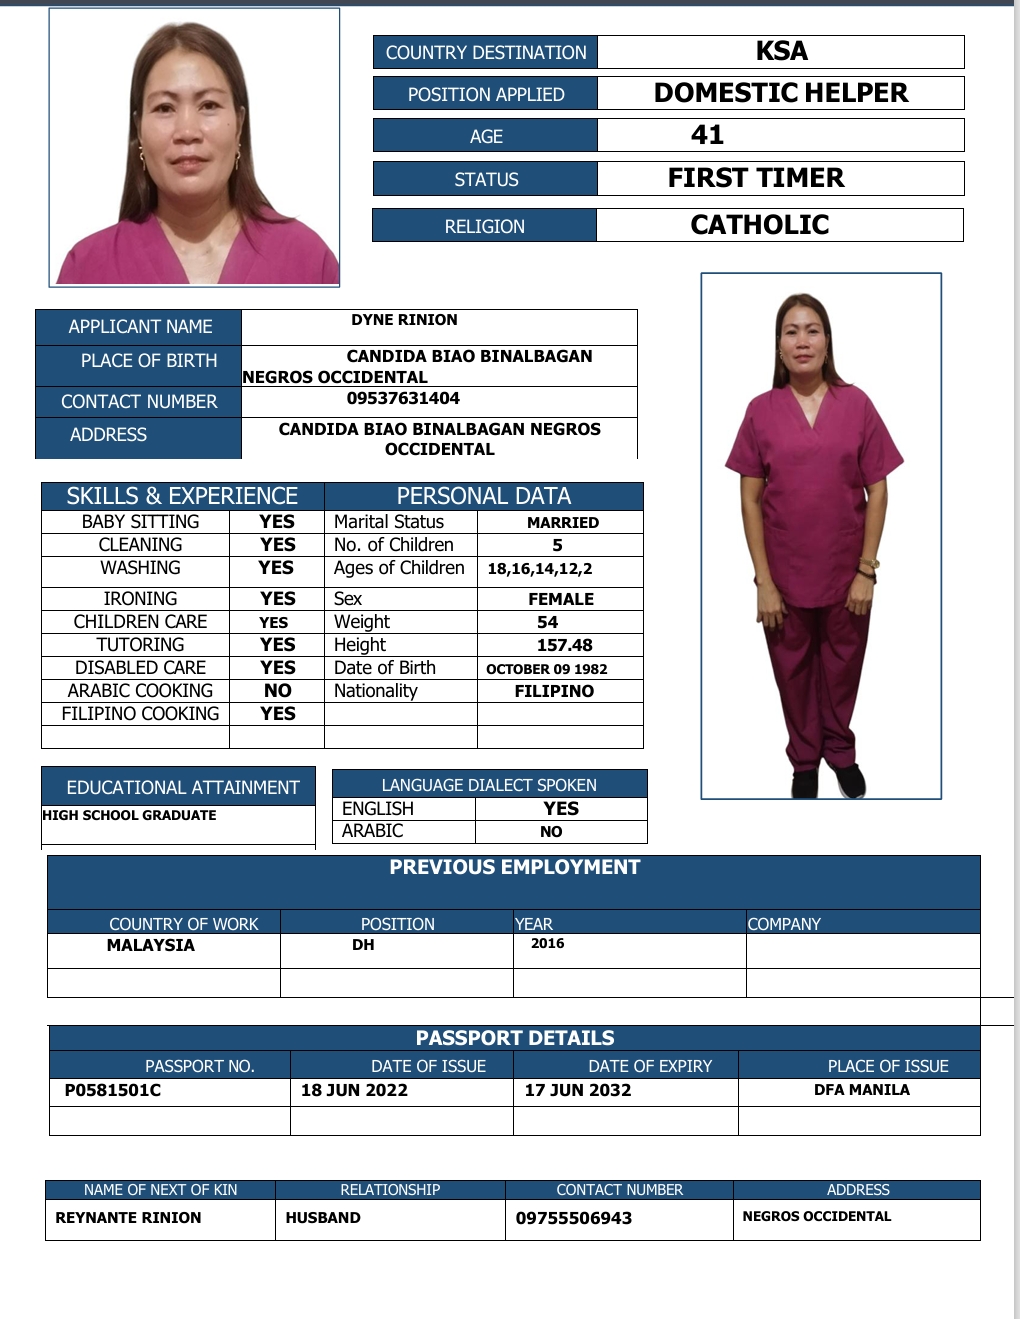 COUNTRY DESTINATION KSA
POSITION APPLIED DOMESTIC HELPER
AGE 41
STATUS FIRST TIMER
RELIGION CATHOLIC
APPLICANT NAME DYNE RINION
PLACE OF BIRTH CANDIDA BIAO BINALBAGAN
NEGROS OCCIDENTAL
CONTACT NUMBER 09537631404
ADDRESS CANDIDA BIAO BINALBAGAN NEGROS
OCCIDENTAL
SKILLS & EXPERIENCE PERSONAL DATA
BABY SITTING YES Marital Status MARRIED
CLEANING YES No. of Children 5
WASHING YES Ages of Children 18,16,14,12,2
IRONING YES Sex FEMALE
CHILDREN CARE YES Weight 54
TUTORING YES Height 157.48
DISABLED CARE YES Date of Birth OCTOBER 09 1982
ARABIC COOKING NO Nationality FILIPINO
FILIPINO COOKING YES
EDUCATIONAL ATTAINMENT
HIGH SCHOOL GRADUATE
LANGUAGE DIALECT SPOKEN
ENGLISH YES
ARABIC NO
PREVIOUS EMPLOYMENT
COUNTRY OF WORK POSITION YEAR COMPANY
MALAYSIA DH 2016
PASSPORT DETAILS
PASSPORT NO. DATE OF ISSUE DATE OF EXPIRY PLACE OF ISSUE
P0581501C 18 JUN 2022 17 JUN 2032 DFA MANILA
NAME OF NEXT OF KIN RELATIONSHIP CONTACT NUMBER ADDRESS
REYNANTE RINION HUSBAND 09755506943 NEGROS OCCIDENTAL